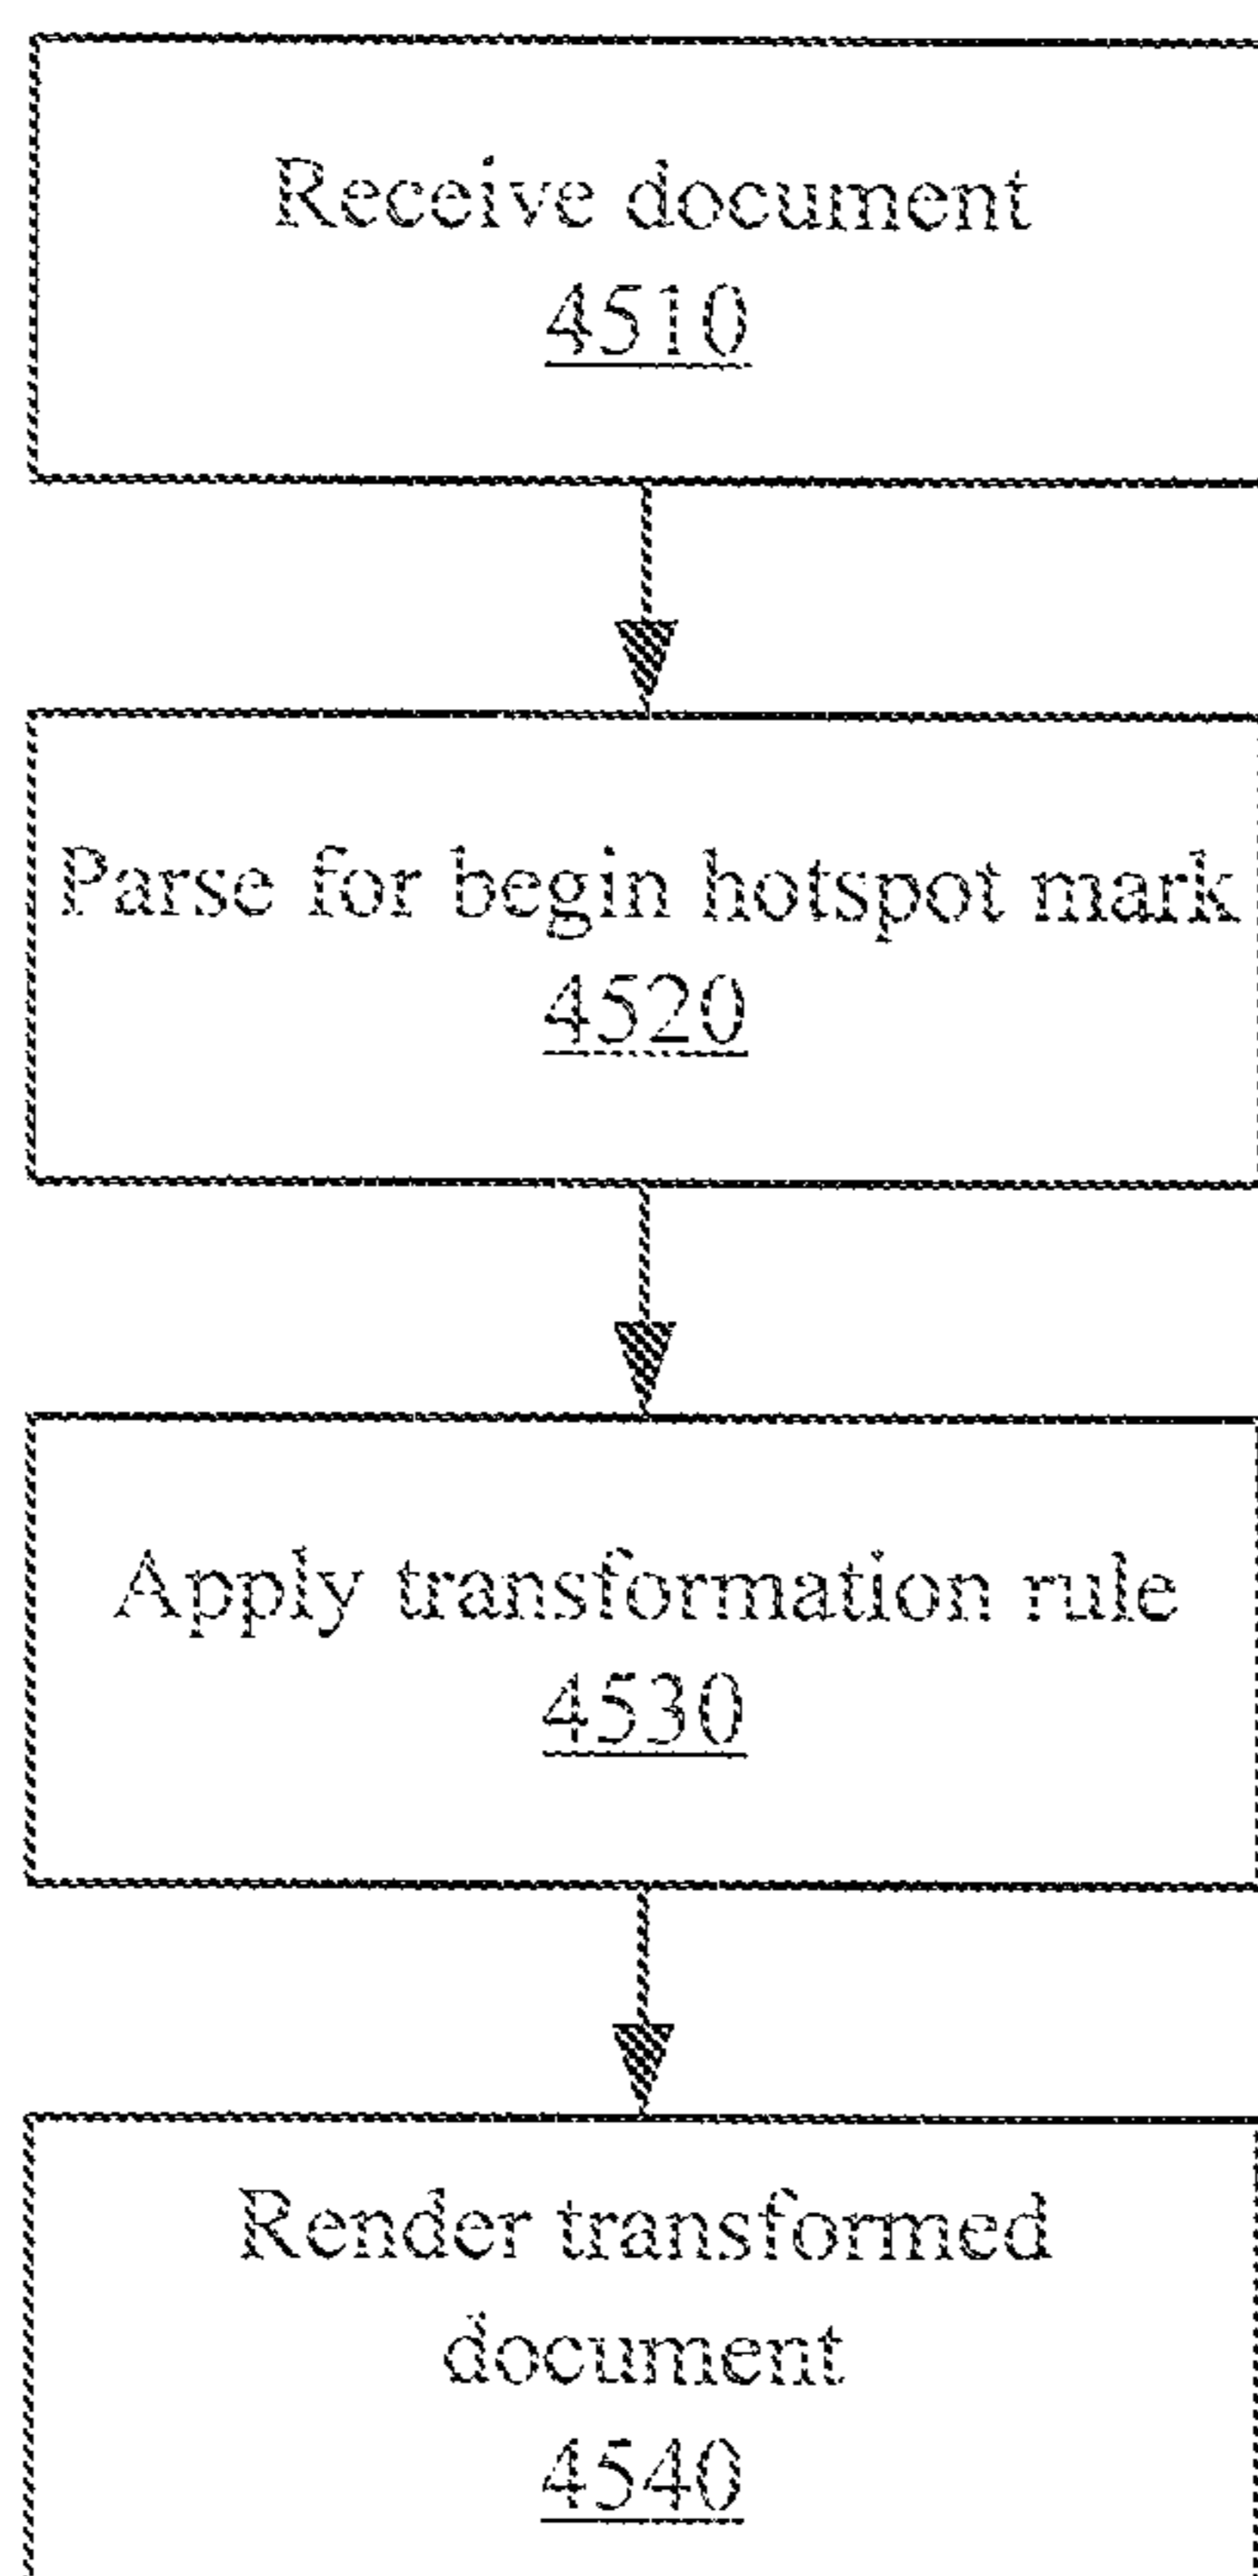 Receive document
4510
Parse for begin hotspot mark
4520
Apply transformation rule
4530
Render transformed
document
4540